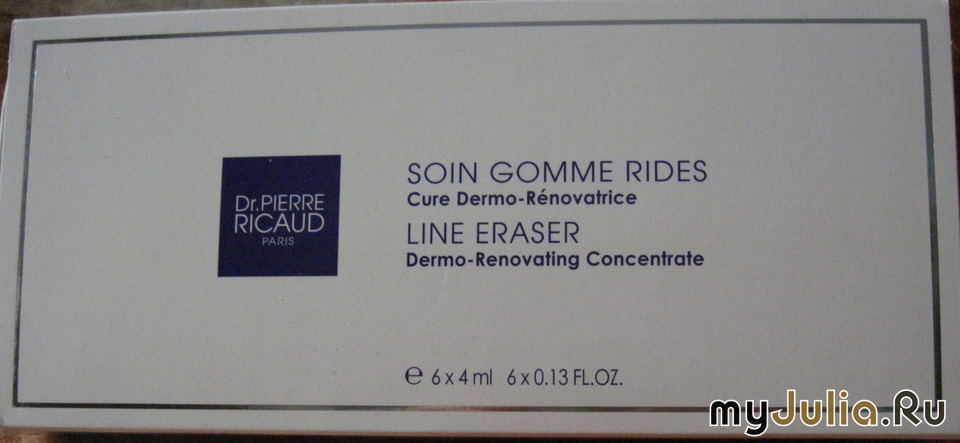 Dr.PIERRE
RICAUD
PARIS
SOIN GOMME RIDES
Cure Dermo-Rénovatrice
LINE ERASER
Dermo-Renovating Concentrate
℮ 6 x 4 ml 6 x 0.13 FL.OZ.
myJulia.Ru